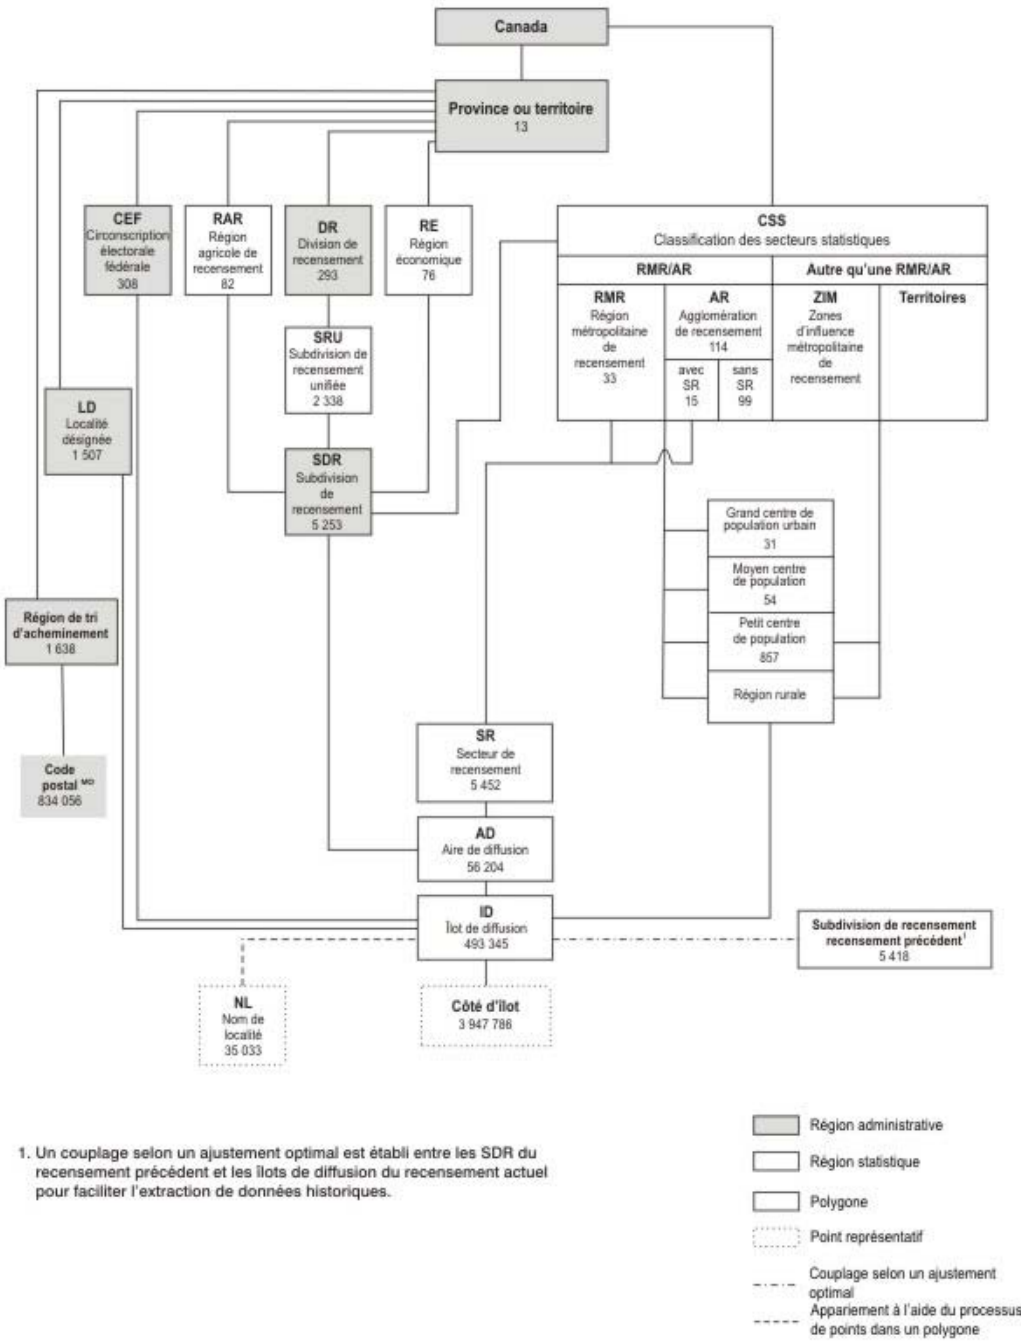 Canada
Province ou territoire
13
CEF
Circonscription
électorale
fédérale
308
RAR
Région
agricole de
recensement
82
DR
Division de
recensement
293
RE
Région
économique
76
CSS
Classification des secteurs statistiques
RMR/AR
Autre qu'une RMR/AR
RMR
Région
métropolitaine
de
recensement
33
AR
Agglomération
de recensement
114
avec
SR
15
sans
SR
99
ZIM
Zones
d'influence
métropolitaine
de
recensement
Territoires
SRU
Subdivision de
recensement
unifiée
2 338
LD
Localité
désignée
1 507
SDR
Subdivision
de
recensement
5 253
Grand centre de
population urbain
31
Moyen centre
de population
54
Petit centre
de population
857
Région rurale
Région de tri
d'acheminement
1 638
Code
postal MO
834 056
SR
Secteur de
recensement
5 452
AD
Aire de diffusion
56 204
ID
Îlot de diffusion
493 345
Subdivision de recensement
recensement précédent¹
5 418
NL
Nom de
localité
35 033
Côté d'îlot
3 947 786
1. Un couplage selon un ajustement optimal est établi entre les SDR du
recensement précédent et les îlots de diffusion du recensement actuel
pour faciliter l'extraction de données historiques.
Région administrative
Région statistique
Polygone
Point représentatif
Couplage selon un ajustement
optimal
Appariement à l'aide du processus
de points dans un polygone